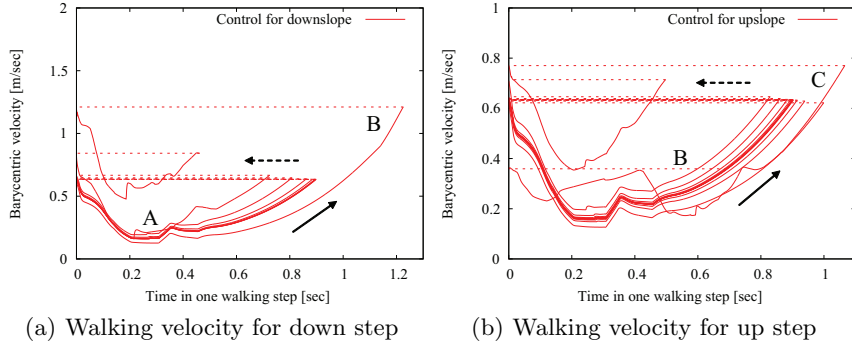 2
1.5
1
0.5
0
0
0.2
0.4
0.6
0.8
1
1.2
Barycentric velocity [m/sec]
Time in one walking step [sec]
Control for downslope
A
B
(a) Walking velocity for down step
1
0.8
0.6
0.4
0.2
0
0
0.2
0.4
0.6
0.8
1
Barycentric velocity [m/sec]
Time in one walking step [sec]
Control for upslope
C
B
(b) Walking velocity for up step